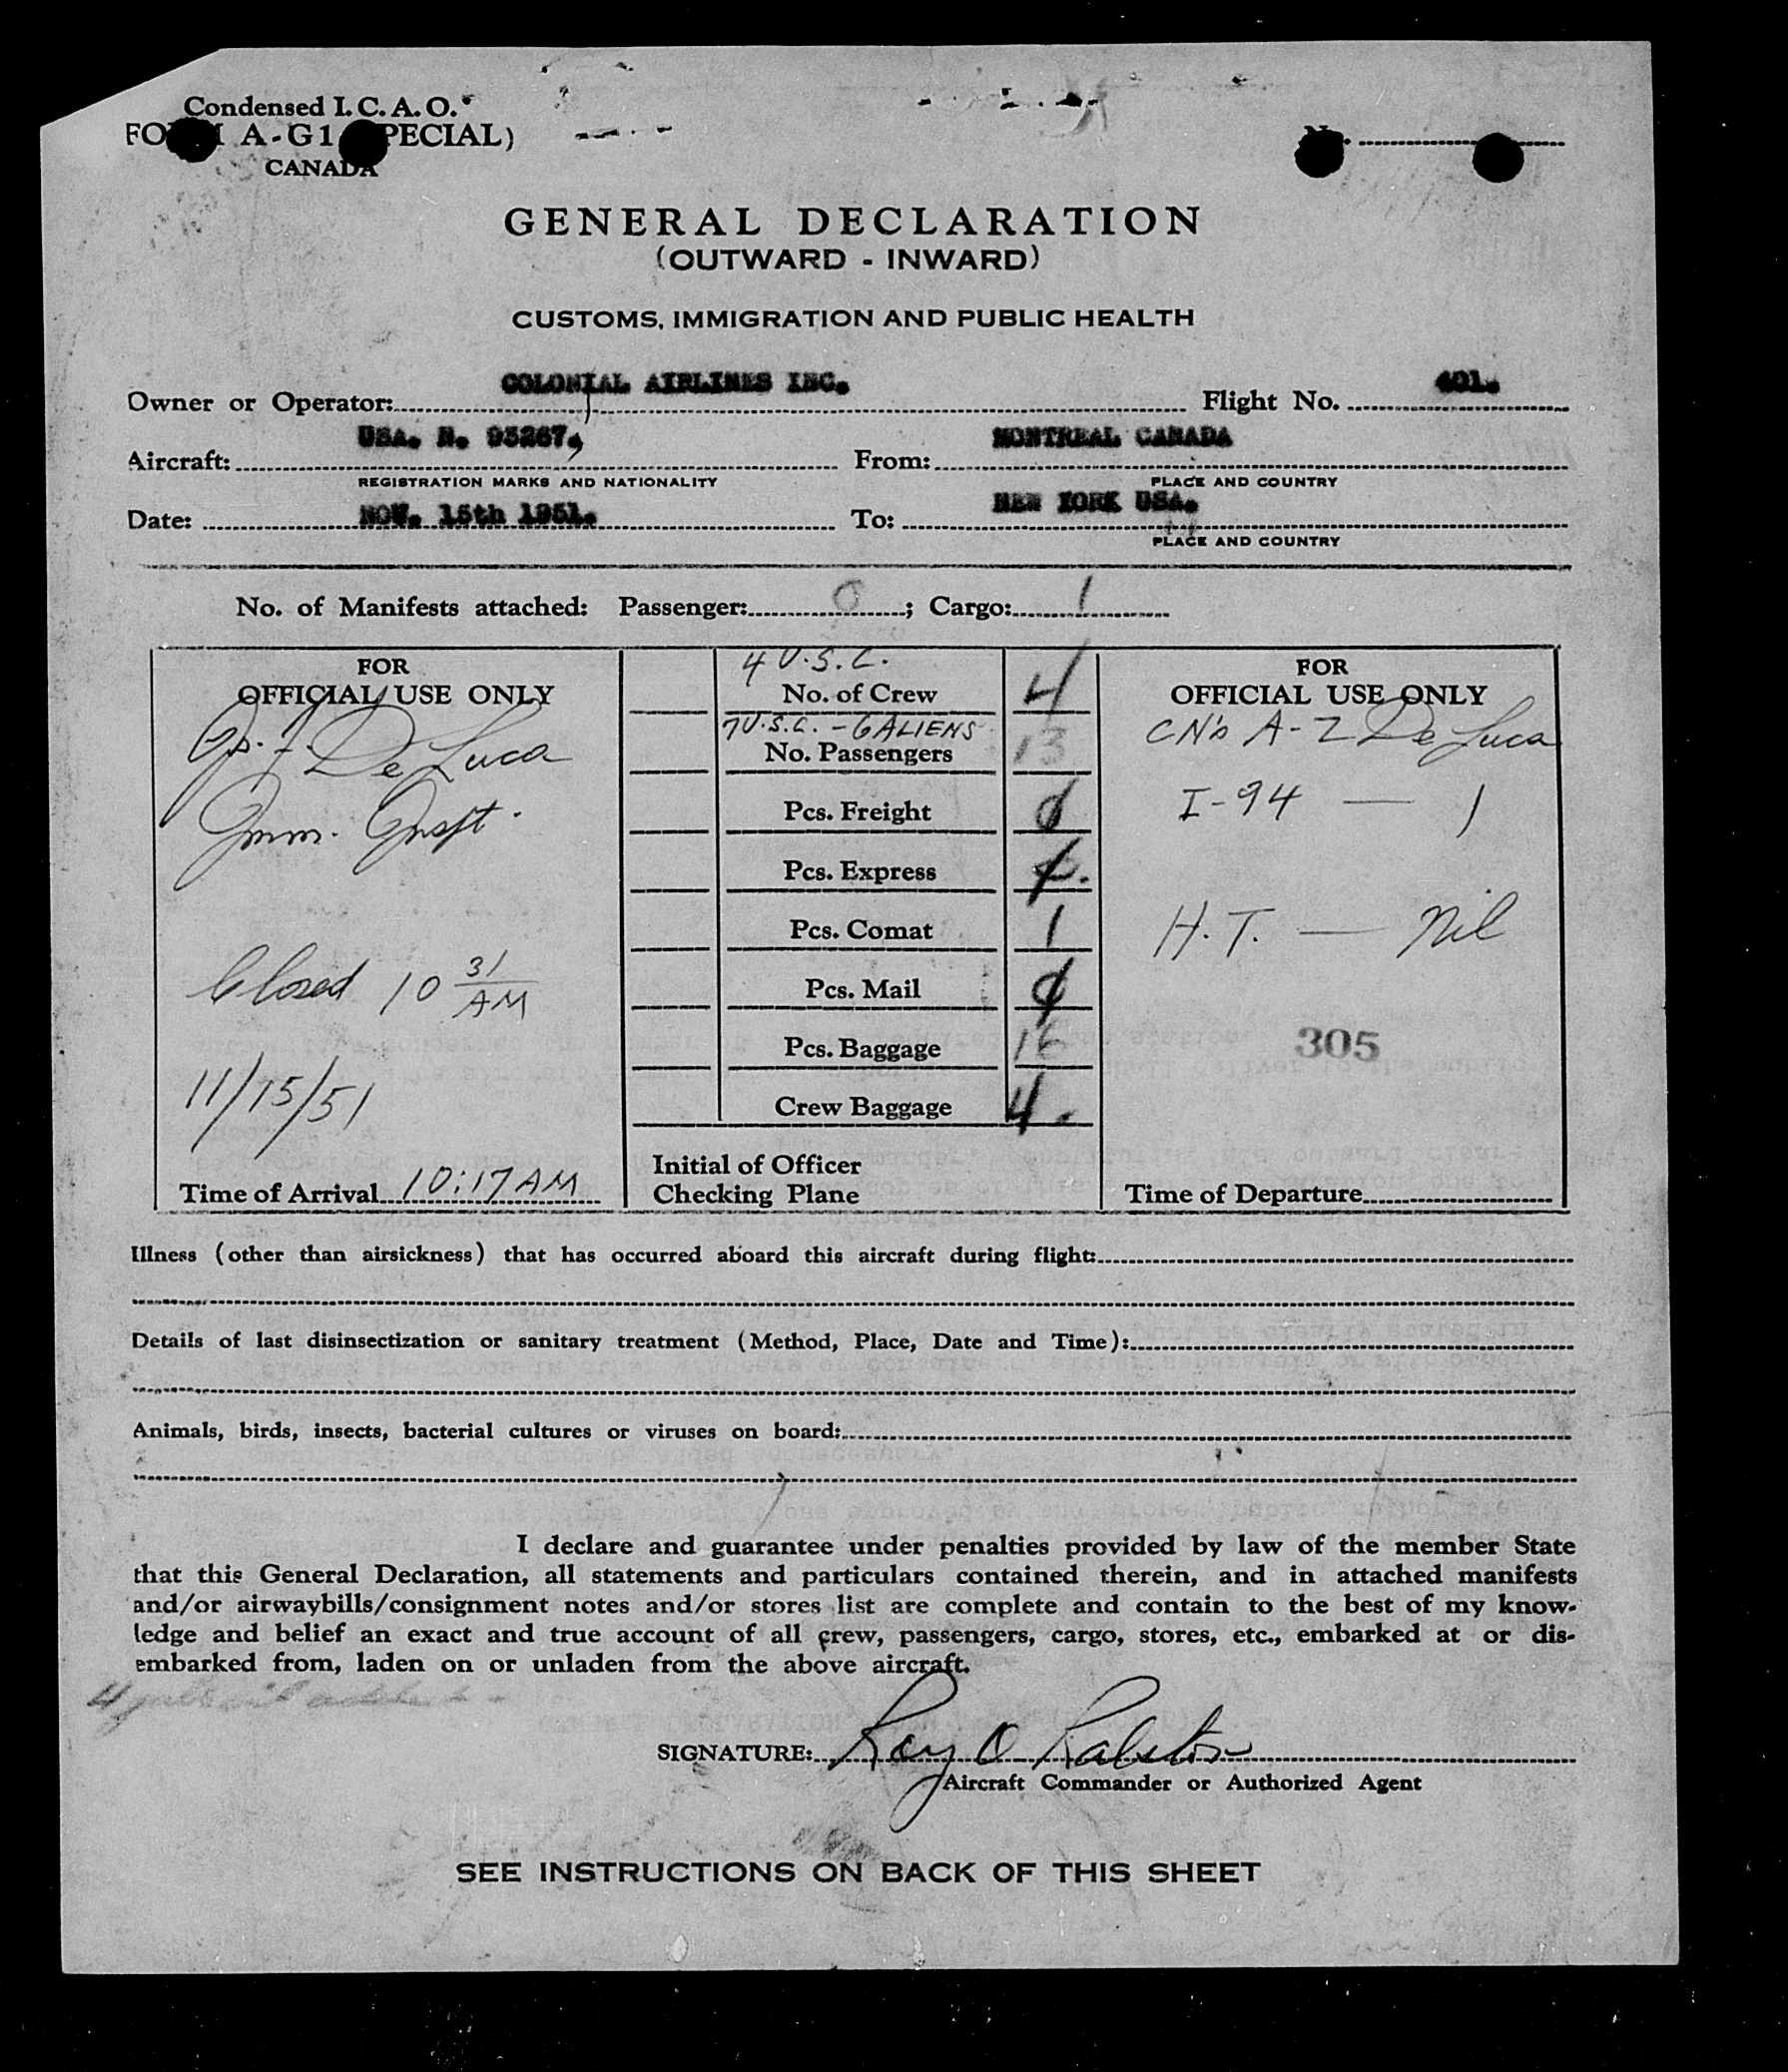 Condensed I. C. A. O.
A-G1
CANADA
GENERAL DECLARATION
(OUTWARD - INWARD)
CUSTOMS, IMMIGRATION AND PUBLIC HEALTH
Owner or Operator: COLONIAL AIRLINES INC. Flight No. 401.
Aircraft: USA. N. 93267, From: MONTREAL CANADA
REGISTRATION MARKS AND NATIONALITY PLACE AND COUNTRY
Date: NOV. 15th 1951. To: NEW YORK USA.
PLACE AND COUNTRY
No. of Manifests attached: Passenger: 0 ; Cargo: 1
FOR
OFFICIAL USE ONLY
De Luca
Imm. Inspt.
Closed 10 31 AM
11/15/51
Time of Arrival 10:17 AM
4 U.S.C.
No. of Crew 4
7 U.S.C. - 6 ALIENS
No. Passengers 13
Pcs. Freight 0
Pcs. Express
Pcs. Comat 1
Pcs. Mail
Pcs. Baggage 16
Crew Baggage 4.
Initial of Officer
Checking Plane
FOR
OFFICIAL USE ONLY
CN's A-Z De Luca
I-94 — 1
H. T. — Nil
305
Time of Departure
Illness (other than airsickness) that has occurred aboard this aircraft during flight:
Details of last disinsectization or sanitary treatment (Method, Place, Date and Time):
Animals, birds, insects, bacterial cultures or viruses on board:
I declare and guarantee under penalties provided by law of the member State
that this General Declaration, all statements and particulars contained therein, and in attached manifests
and/or airwaybills/consignment notes and/or stores list are complete and contain to the best of my know-
ledge and belief an exact and true account of all crew, passengers, cargo, stores, etc., embarked at or dis-
embarked from, laden on or unladen from the above aircraft.
SIGNATURE: Roy O Ralston
Aircraft Commander or Authorized Agent
SEE INSTRUCTIONS ON BACK OF THIS SHEET